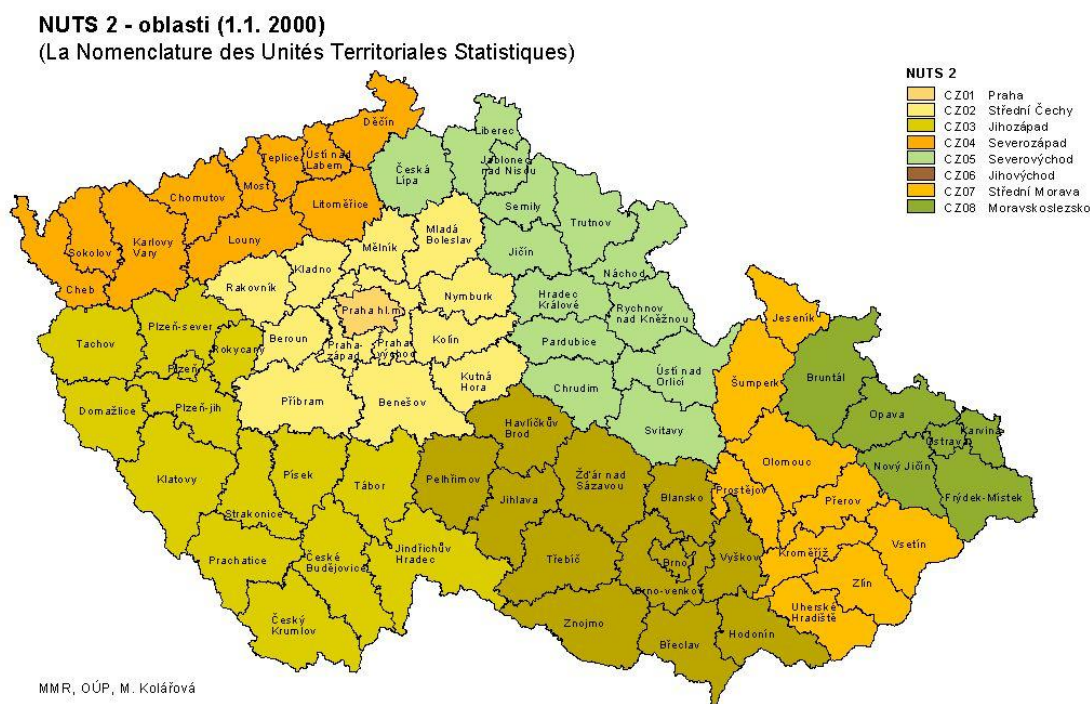 NUTS 2 - oblasti (1.1. 2000)
(La Nomenclature des Unités Territoriales Statistiques)
NUTS 2
CZ01 Praha
CZ02 Střední Čechy
CZ03 Jihozápad
CZ04 Severozápad
CZ05 Severovýchod
CZ06 Jihovýchod
CZ07 Střední Morava
CZ08 Moravskoslezsko
Děčín
Liberec
Teplice
Ústí nad
Labem
Česká
Lípa
Jablonec
nad Nisou
Most
Chomutov
Litoměřice
Semily
Trutnov
Louny
Mělník
Mladá
Boleslav
Jičín
Sokolov
Karlovy
Vary
Kladno
Náchod
Cheb
Rakovník
Nymburk
Hradec
Králové
Rychnov
nad Kněžnou
Praha hl.m.
Jeseník
Plzeň-sever
Tachov
Rokycany
Beroun
Praha-
západ
Praha-
východ
Kolín
Pardubice
Plzeň
Kutná
Hora
Ústí nad
Orlicí
Šumperk
Bruntál
Domažlice
Plzeň-jih
Příbram
Benešov
Chrudim
Opava
Karviná
Havlíčkův
Brod
Svitavy
Ostrava
Klatovy
Písek
Tábor
Pelhřimov
Žďár nad
Sázavou
Olomouc
Nový Jičín
Frýdek-Místek
Jihlava
Blansko
Prostějov
Přerov
Strakonice
Vsetín
Prachatice
České
Budějovice
Jindřichův
Hradec
Třebíč
Brno
Vyškov
Kroměříž
Zlín
Brno-venkov
Český
Krumlov
Znojmo
Uherské
Hradiště
Hodonín
Břeclav
MMR, OÚP, M. Kolářová